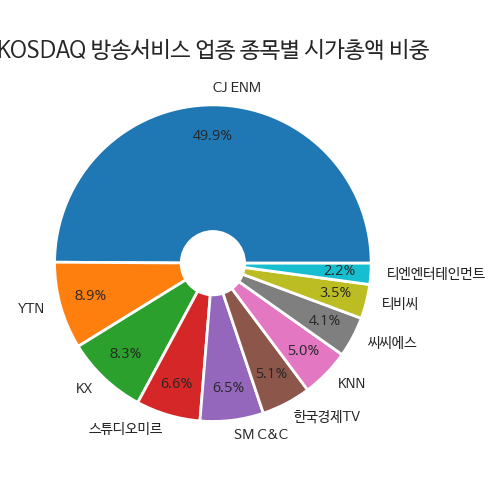 KOSDAQ 방송서비스 업종 종목별 시가총액 비중
CJ ENM
49.9%
YTN
8.9%
KX
8.3%
스튜디오미르
6.6%
SM C&C
6.5%
한국경제TV
5.1%
KNN
5.0%
씨씨에스
4.1%
티비씨
3.5%
티엔엔터테인먼트
2.2%